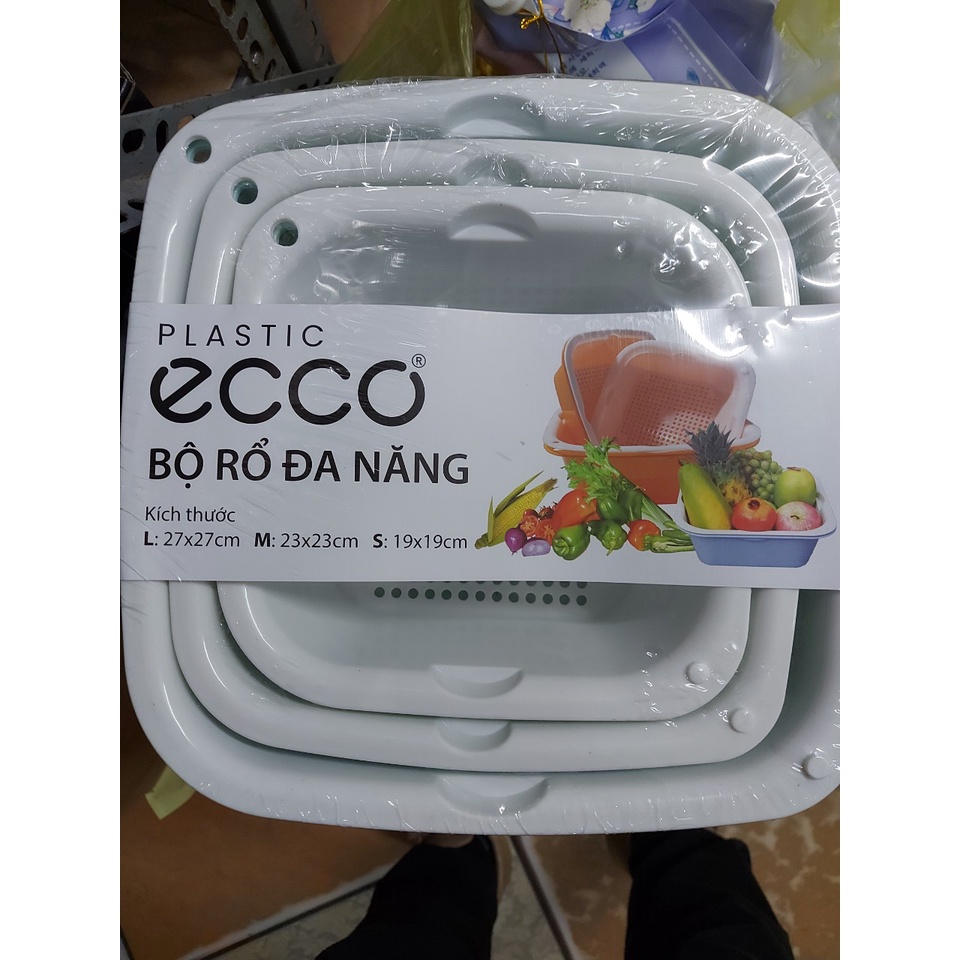 PLASTIC
ecco®
BỘ RỔ ĐA NĂNG
Kích thước
L: 27x27cm M: 23x23cm S: 19x19cm